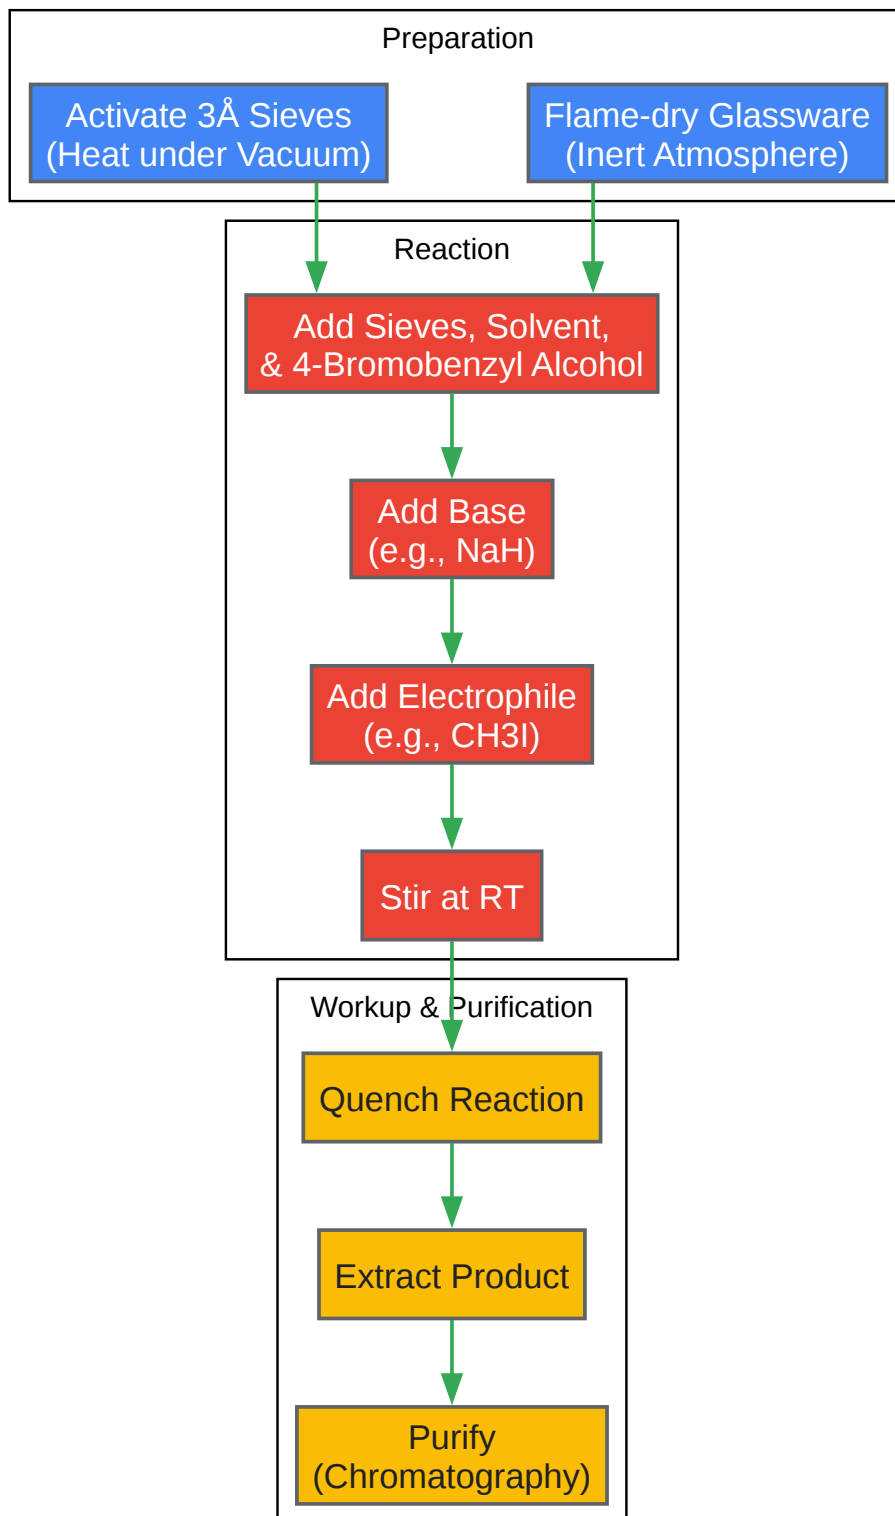 Preparation
Activate 3Å Sieves
(Heat under Vacuum)
Flame-dry Glassware
(Inert Atmosphere)
Reaction
Add Sieves, Solvent,
& 4-Bromobenzyl Alcohol
Add Base
(e.g., NaH)
Add Electrophile
(e.g., CH3I)
Stir at RT
Workup & Purification
Quench Reaction
Extract Product
Purify
(Chromatography)